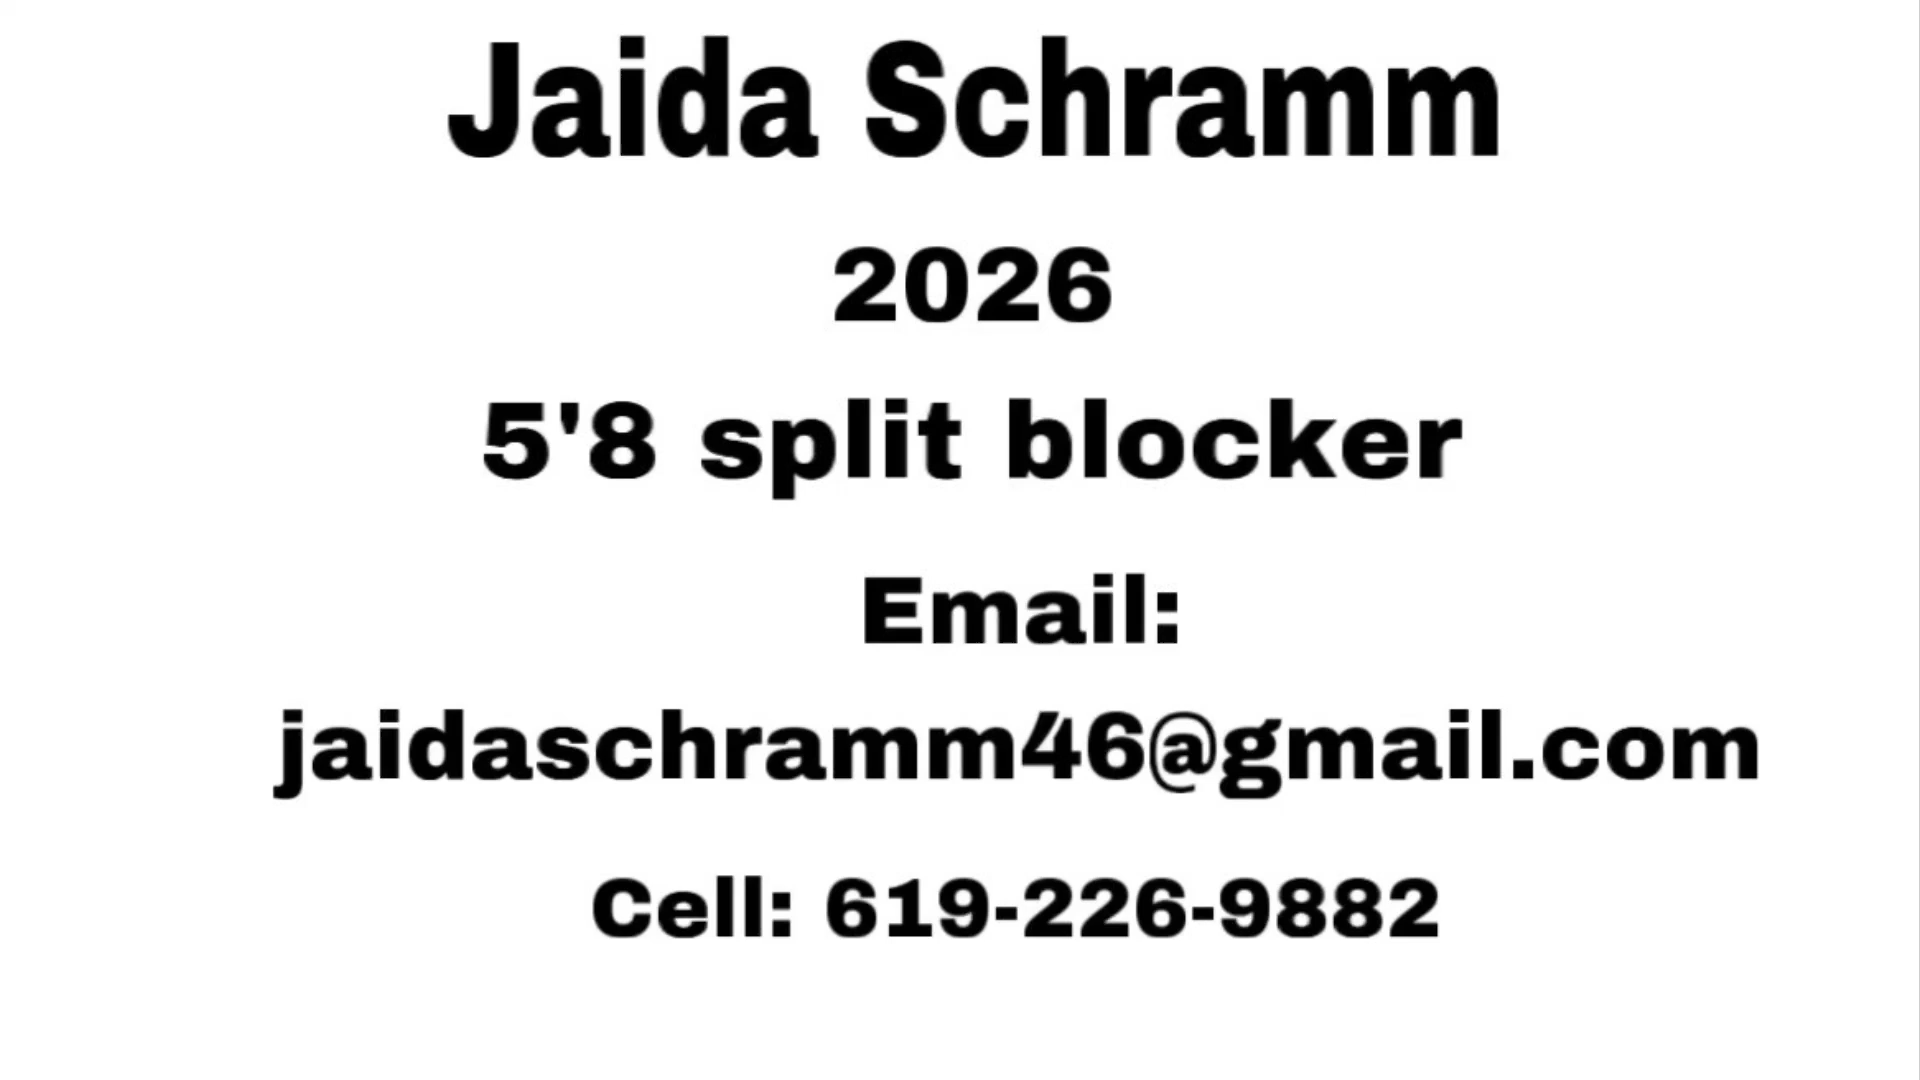 Jaida Schramm
2026
5'8 split blocker
Email:
jaidaschramm46@gmail.com
Cell: 619-226-9882